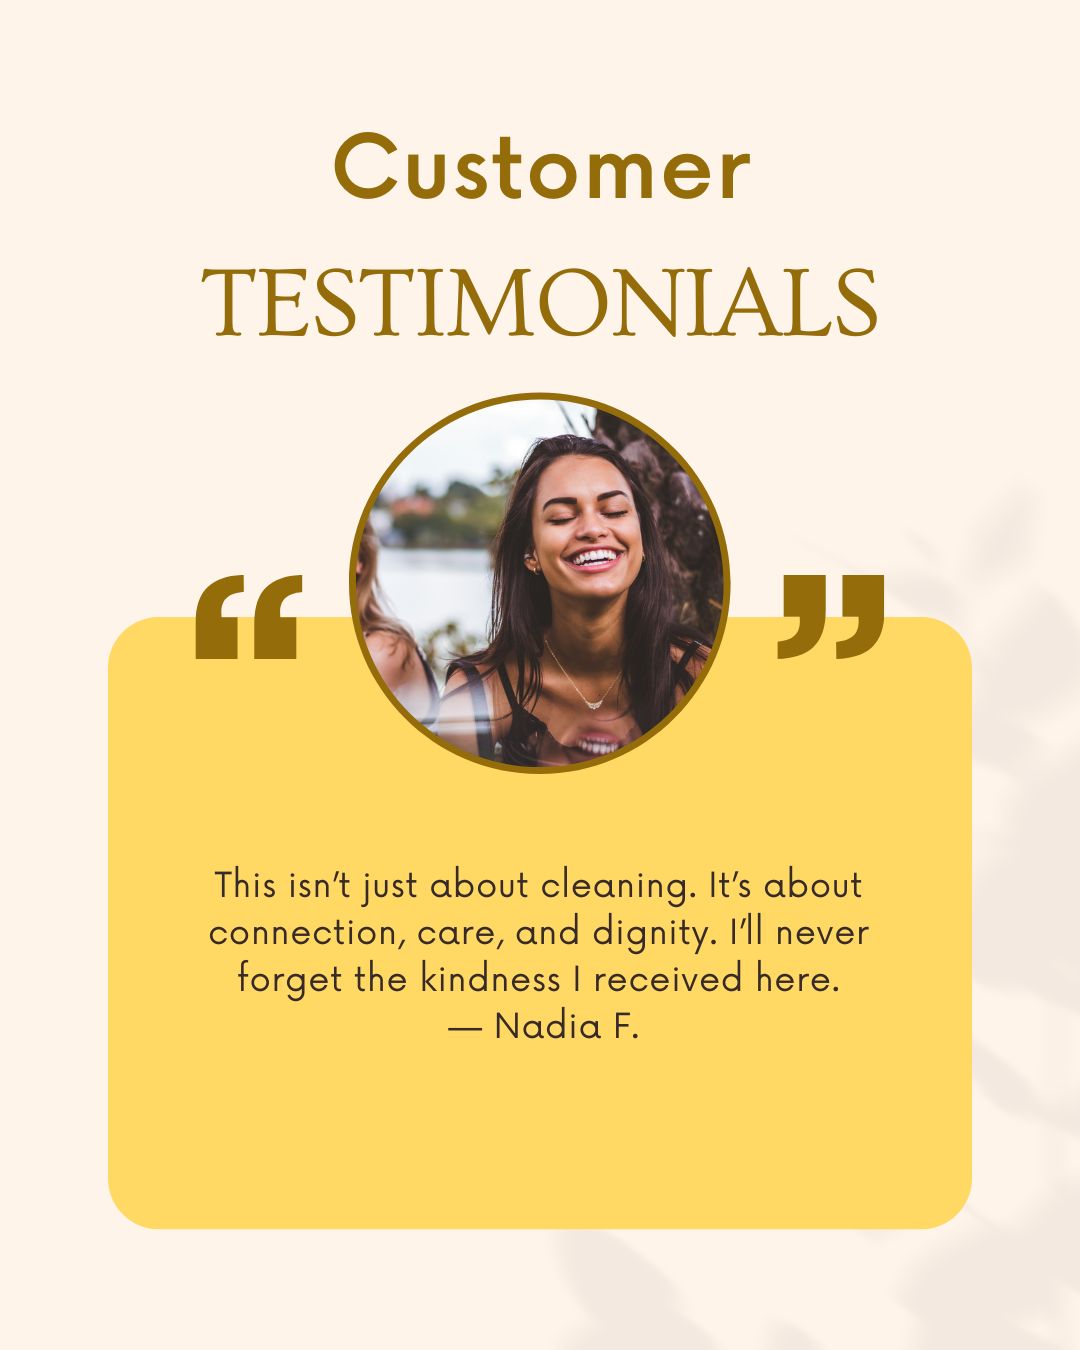 Customer
TESTIMONIALS
“ ”
This isn’t just about cleaning. It’s about
connection, care, and dignity. I’ll never
forget the kindness I received here.
— Nadia F.